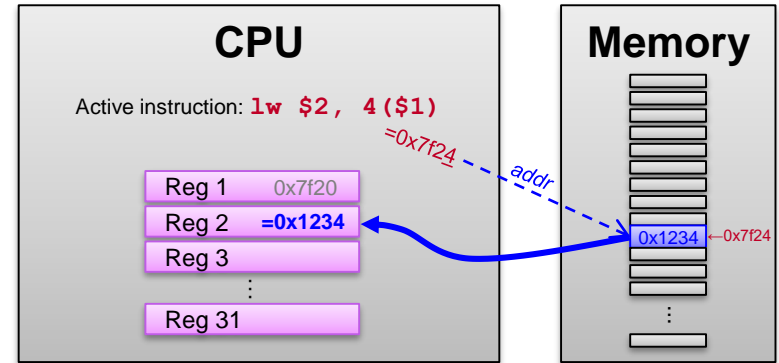 CPU
Active instruction: lw $2, 4($1)
=0x7f24
addr
Reg 1 0x7f20
Reg 2 =0x1234
Reg 3
⋮
Reg 31
Memory
0x1234 ←0x7f24
⋮